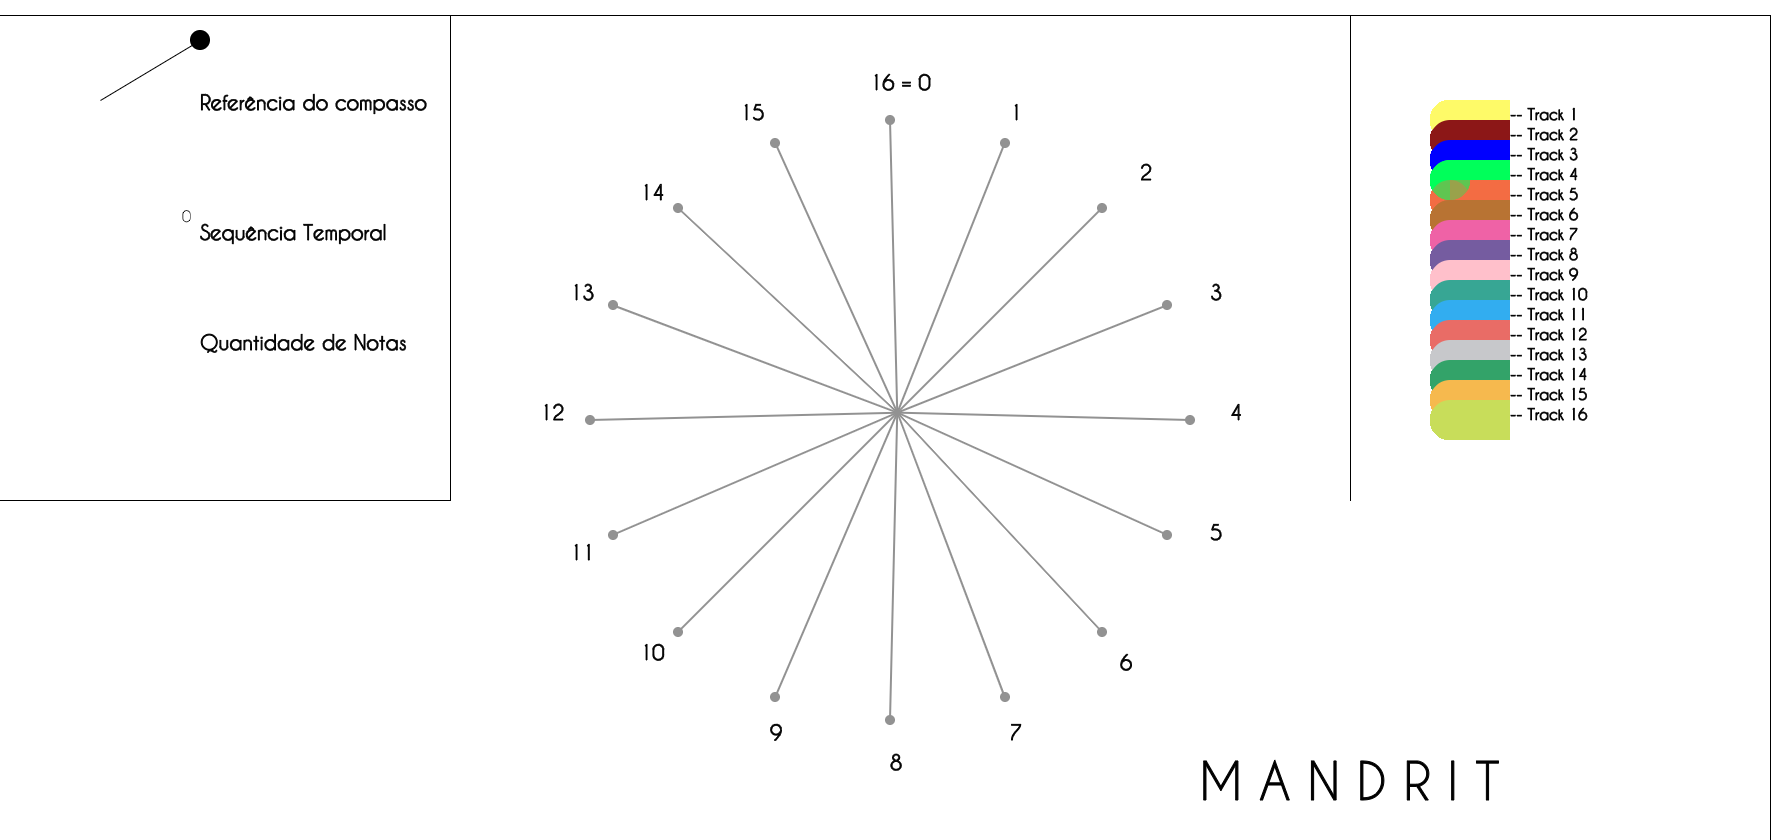 Referência do compasso
0
Sequência Temporal
Quantidade de Notas
16 = 0
1
2
3
4
5
6
7
8
9
10
11
12
13
14
15
-- Track 1
-- Track 2
-- Track 3
-- Track 4
-- Track 5
-- Track 6
-- Track 7
-- Track 8
-- Track 9
-- Track 10
-- Track 11
-- Track 12
-- Track 13
-- Track 14
-- Track 15
-- Track 16
MANDRIT